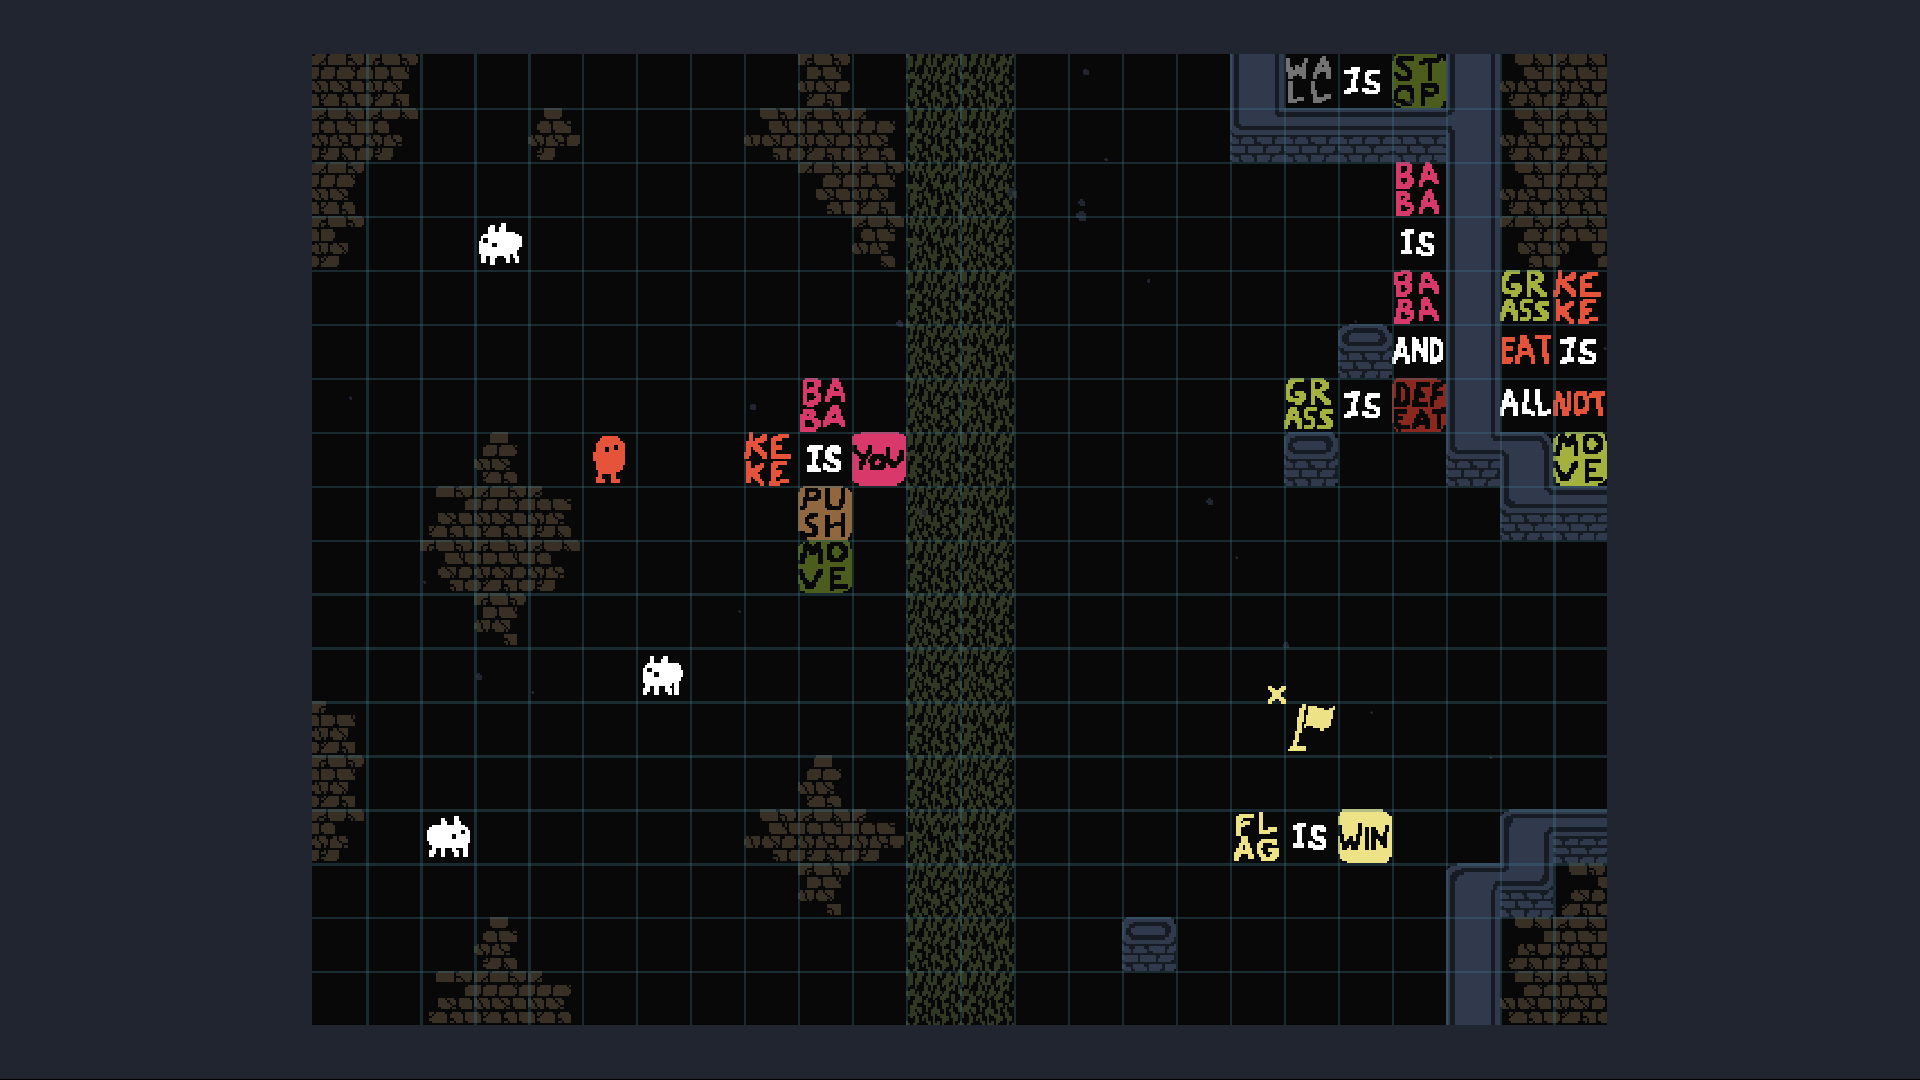 WALL IS STOP
BABA
IS
BABA GRASS KEKE
AND EAT IS
BABA GRASS IS DEFEAT ALL NOT
KEKE IS YOU MOVE
PUSH
MOVE
FLAG IS WIN